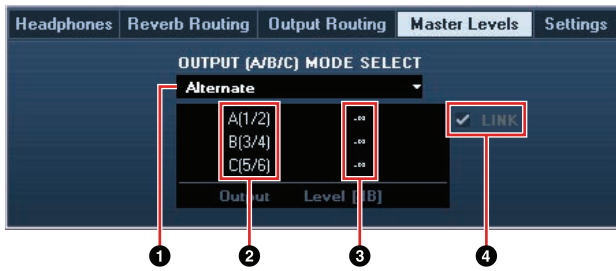 Headphones Reverb Routing Output Routing Master Levels Settings
OUTPUT (A/B/C) MODE SELECT
Alternate
A(1/2) -∞
B(3/4) -∞
C(5/6) -∞
LINK
Output Level [dB]
1 2 3 4